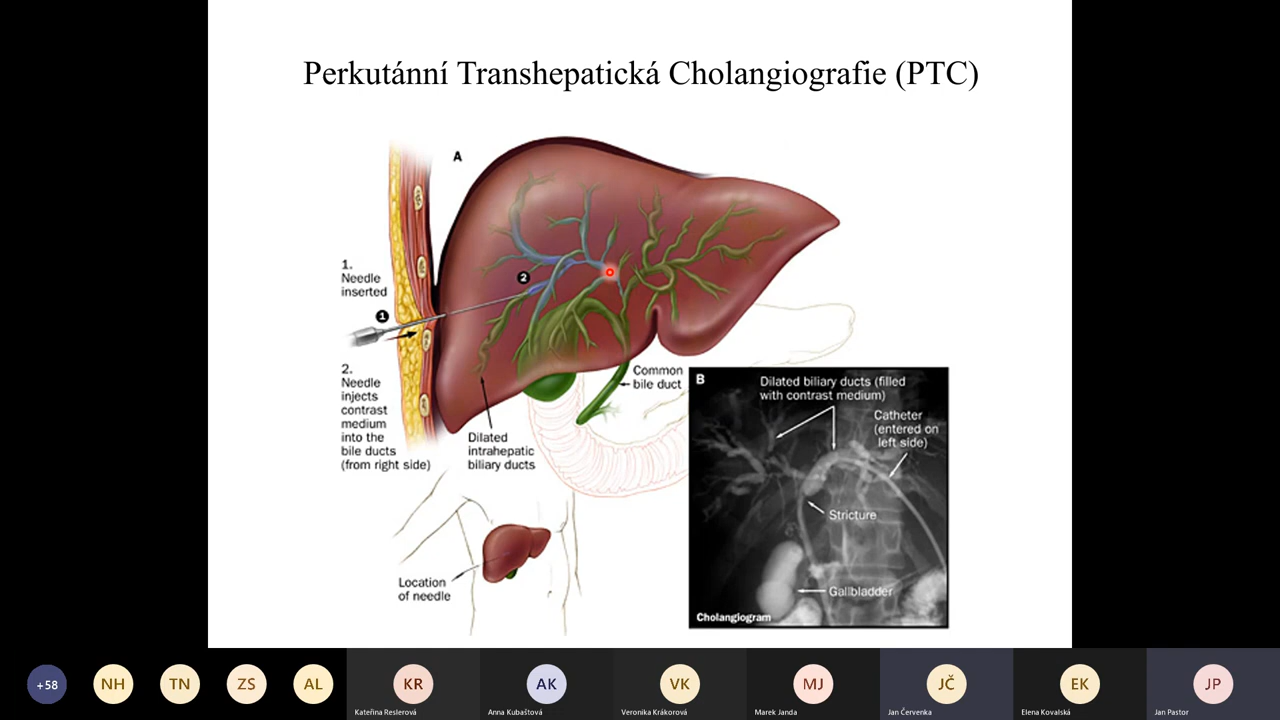 Perkutánní Transhepatická Cholangiografie (PTC)
A
1.
Needle
inserted
1
2
2.
Needle
injects
contrast
medium
into the
bile ducts
(from right side)
Common
bile duct
Dilated
intrahepatic
biliary ducts
Location
of needle
B
Dilated biliary ducts (filled
with contrast medium)
Catheter
(entered on
left side)
Stricture
Gallbladder
Cholangiogram
+58
NH
TN
ZS
AL
KR
AK
VK
MJ
JČ
EK
JP
Kateřina Reslerová
Anna Kubaštová
Veronika Krákorová
Marek Janda
Jan Červenka
Elena Kovalská
Jan Pastor